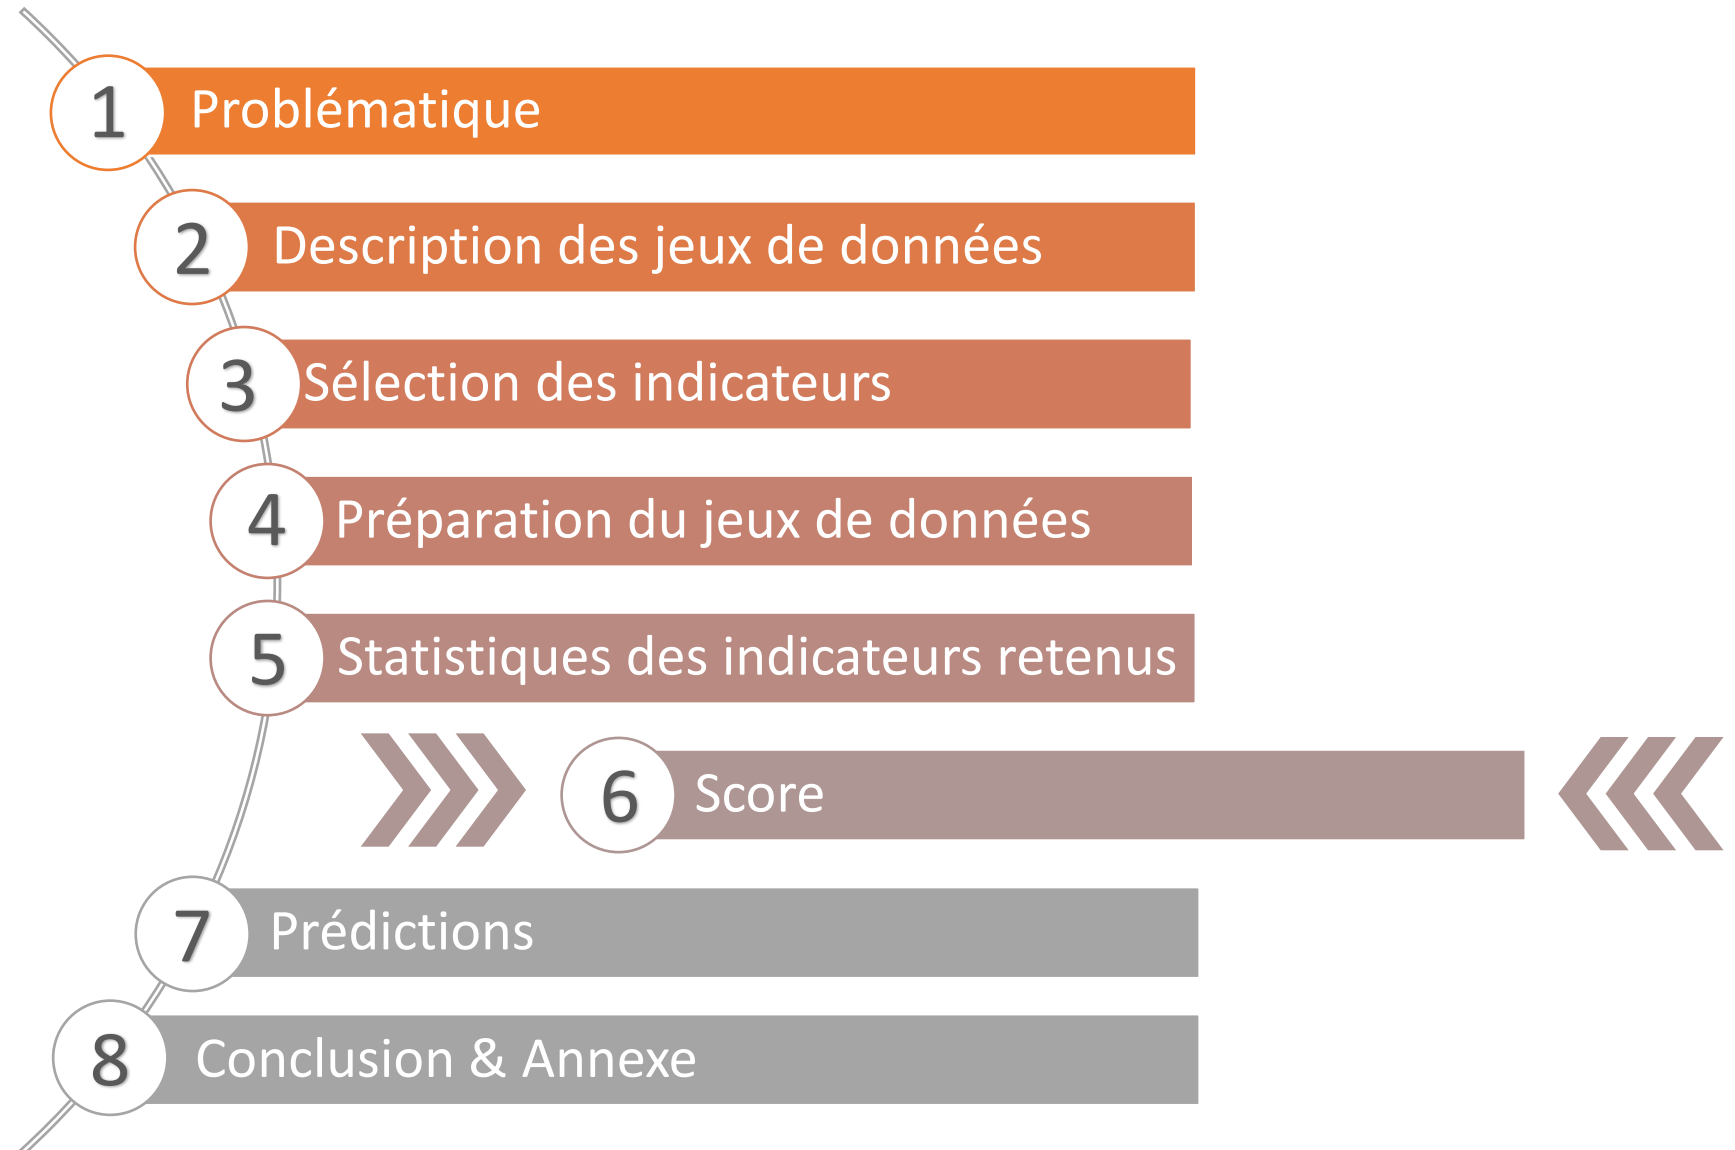 1 Problématique
2 Description des jeux de données
3 Sélection des indicateurs
4 Préparation du jeux de données
5 Statistiques des indicateurs retenus
6 Score
7 Prédictions
8 Conclusion & Annexe